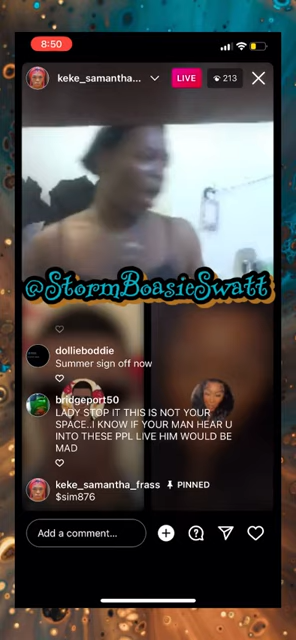 8:50
keke_samantha...
LIVE
213
@StormBoasieSwatt
dollieboddie
Summer sign off now
bridgeport50
LADY STOP IT THIS IS NOT YOUR
SPACE..I KNOW IF YOUR MAN HEAR U
INTO THESE PPL LIVE HIM WOULD BE
MAD
keke_samantha_frass PINNED
$sim876
Add a comment...